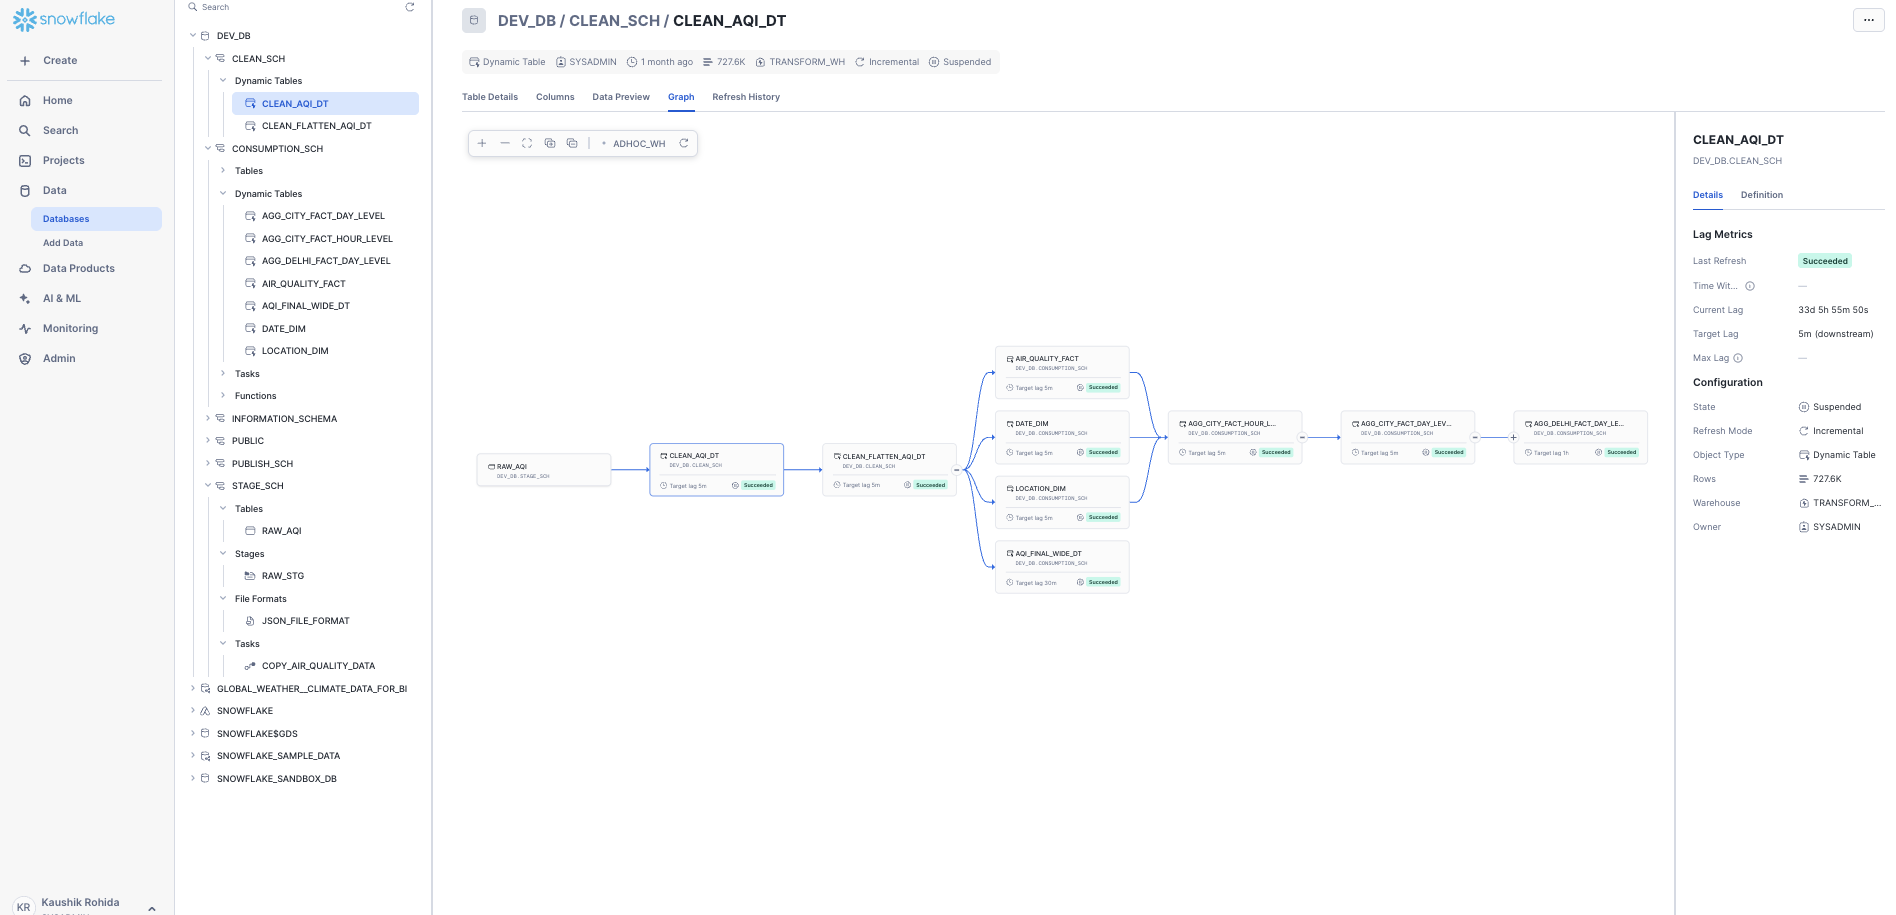 snowflake
Create
Home
Search
Projects
Data
Databases
Add Data
Data Products
AI & ML
Monitoring
Admin
KR
Kaushik Rohida
Search
DEV_DB
CLEAN_SCH
Dynamic Tables
CLEAN_AQI_DT
CLEAN_FLATTEN_AQI_DT
CONSUMPTION_SCH
Tables
Dynamic Tables
AGG_CITY_FACT_DAY_LEVEL
AGG_CITY_FACT_HOUR_LEVEL
AGG_DELHI_FACT_DAY_LEVEL
AIR_QUALITY_FACT
AQI_FINAL_WIDE_DT
DATE_DIM
LOCATION_DIM
Tasks
Functions
INFORMATION_SCHEMA
PUBLIC
PUBLISH_SCH
STAGE_SCH
Tables
RAW_AQI
Stages
RAW_STG
File Formats
JSON_FILE_FORMAT
Tasks
COPY_AIR_QUALITY_DATA
GLOBAL_WEATHER__CLIMATE_DATA_FOR_BI
SNOWFLAKE
SNOWFLAKE$GDS
SNOWFLAKE_SAMPLE_DATA
SNOWFLAKE_SANDBOX_DB
DEV_DB / CLEAN_SCH / CLEAN_AQI_DT
Dynamic Table SYSADMIN 1 month ago 727.6K TRANSFORM_WH Incremental Suspended
Table Details Columns Data Preview Graph Refresh History
ADHOC_WH
RAW_AQI
DEV_DB.STAGE_SCH
CLEAN_AQI_DT
DEV_DB.CLEAN_SCH
Target lag 5m Succeeded
CLEAN_FLATTEN_AQI_DT
DEV_DB.CLEAN_SCH
Target lag 5m Succeeded
AIR_QUALITY_FACT
DEV_DB.CONSUMPTION_SCH
Target lag 5m Succeeded
DATE_DIM
DEV_DB.CONSUMPTION_SCH
Target lag 5m Succeeded
LOCATION_DIM
DEV_DB.CONSUMPTION_SCH
Target lag 5m Succeeded
AQI_FINAL_WIDE_DT
DEV_DB.CONSUMPTION_SCH
Target lag 30m Succeeded
AGG_CITY_FACT_HOUR_L...
DEV_DB.CONSUMPTION_SCH
Target lag 5m Succeeded
AGG_CITY_FACT_DAY_LEV...
DEV_DB.CONSUMPTION_SCH
Target lag 5m Succeeded
AGG_DELHI_FACT_DAY_LE...
DEV_DB.CONSUMPTION_SCH
Target lag 1h Succeeded
CLEAN_AQI_DT
DEV_DB.CLEAN_SCH
Details Definition
Lag Metrics
Last Refresh Succeeded
Time Wit... —
Current Lag 33d 5h 55m 50s
Target Lag 5m (downstream)
Max Lag —
Configuration
State Suspended
Refresh Mode Incremental
Object Type Dynamic Table
Rows 727.6K
Warehouse TRANSFORM_...
Owner SYSADMIN